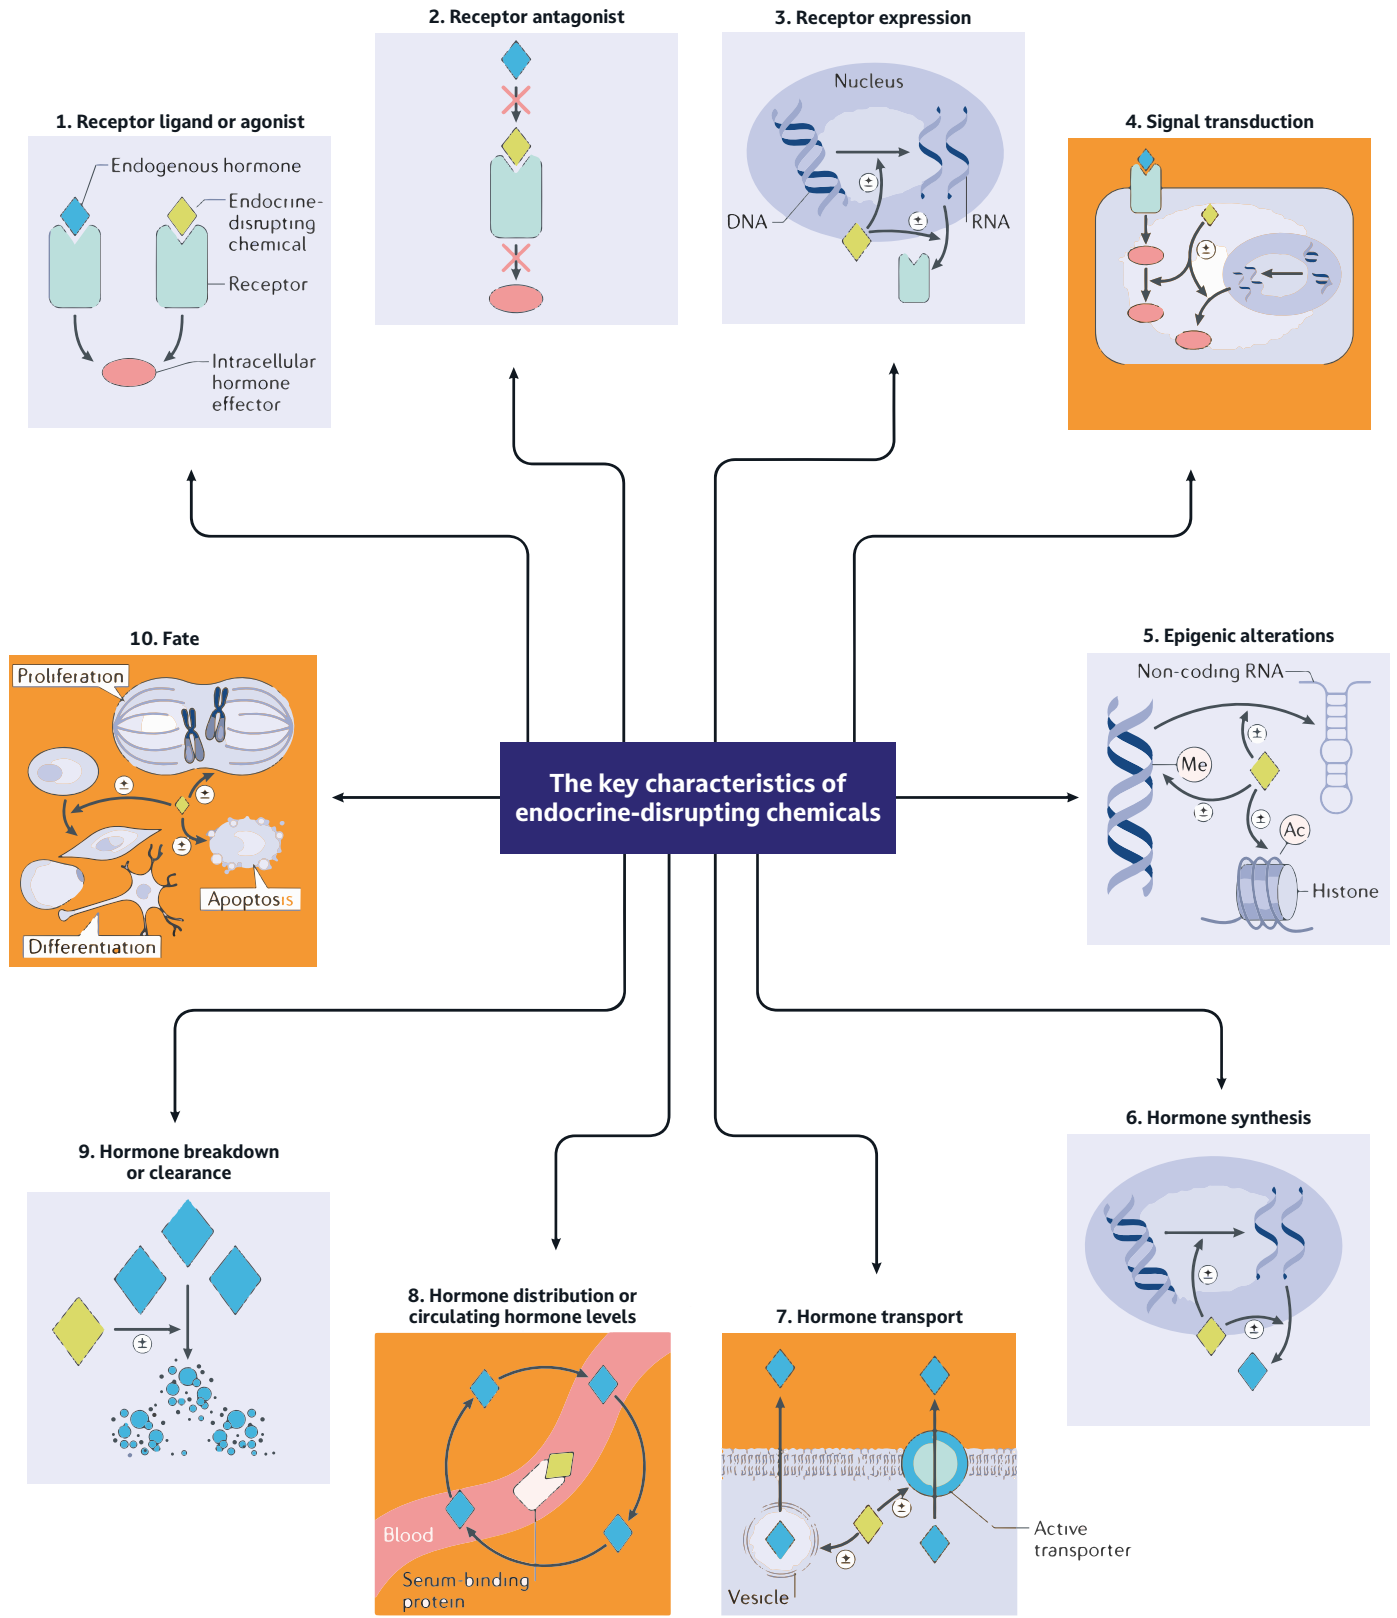 2. Receptor antagonist
3. Receptor expression
1. Receptor ligand or agonist
4. Signal transduction
Endogenous hormone
Endocrine-
disrupting
chemical
Receptor
Intracellular
hormone
effector
Nucleus
DNA
RNA
±
±
±
10. Fate
Proliferation
±
±
±
Apoptosis
Differentiation
The key characteristics of
endocrine-disrupting chemicals
5. Epigenic alterations
Non-coding RNA
±
Me
±
±
Ac
Histone
9. Hormone breakdown
or clearance
±
8. Hormone distribution or
circulating hormone levels
Blood
Serum-binding
protein
7. Hormone transport
±
±
Active
transporter
Vesicle
6. Hormone synthesis
±
±